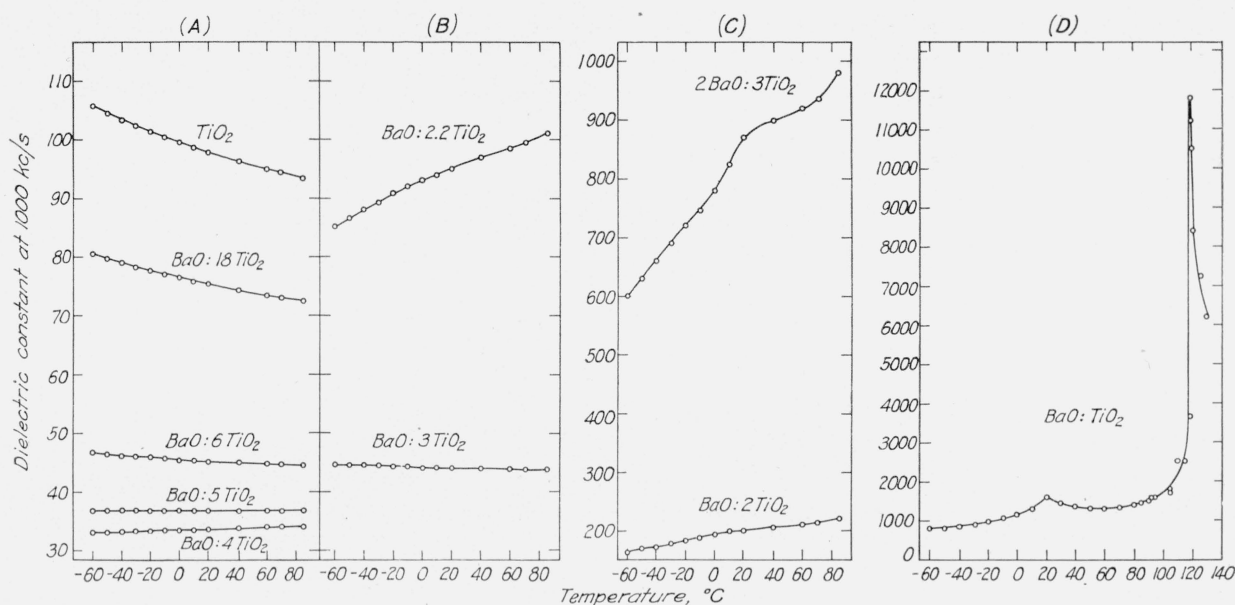 (A)
(B)
(C)
(D)
Dielectric constant at 1000 kc/s
110
100
90
80
70
60
50
40
30
TiO2
BaO:18TiO2
BaO:6TiO2
BaO:5TiO2
BaO:4TiO2
-60 -40 -20 0 20 40 60 80
BaO:2.2TiO2
BaO:3TiO2
-60 -40 -20 0 20 40 60 80
1000
900
800
700
600
500
400
300
200
2BaO:3TiO2
BaO:2TiO2
-60 -40 -20 0 20 40 60 80
12000
11000
10000
9000
8000
7000
6000
5000
4000
3000
2000
1000
0
BaO:TiO2
-60 -40 -20 0 20 40 60 80 100 120 140
Temperature, °C